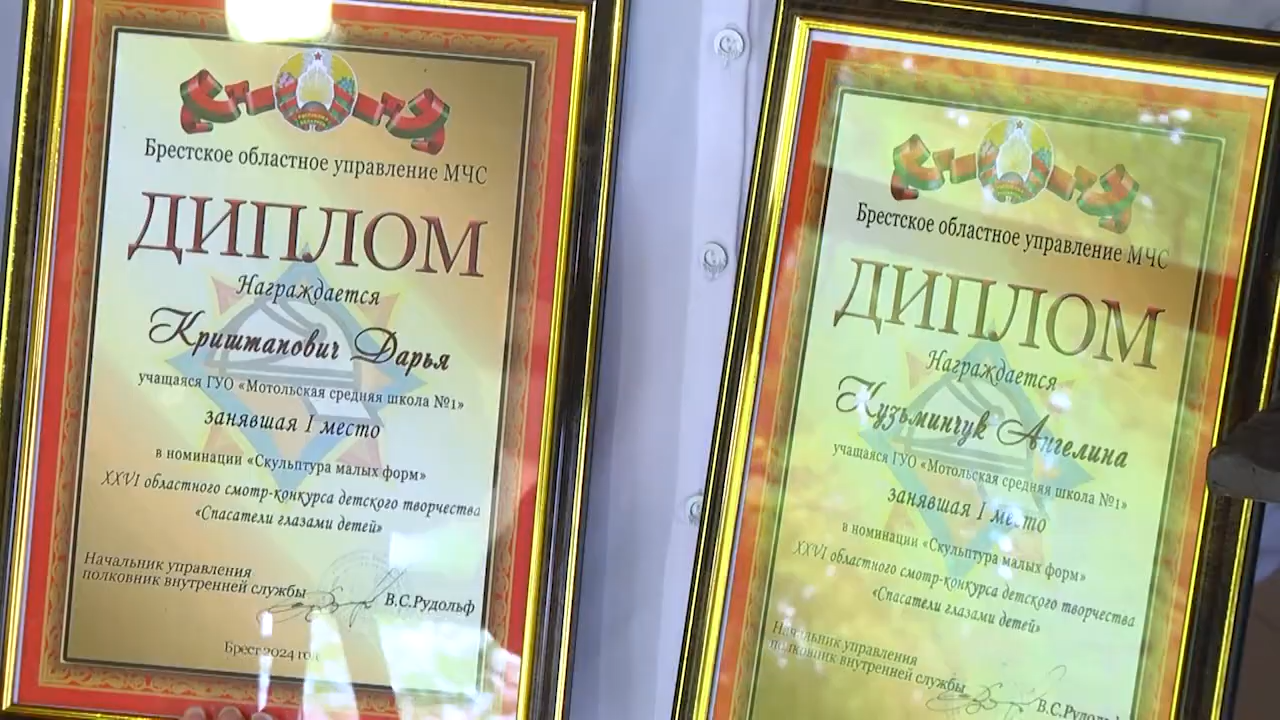 Брестское областное управление МЧС
ДИПЛОМ
Награждается
Криштапович Дарья
учащаяся ГУО «Мотольская средняя школа №1»
занявшая I место
в номинации «Скульптура малых форм»
XXVI областного смотр-конкурса детского творчества
«Спасатели глазами детей»
Начальник управления
полковник внутренней службы
В.С.Рудольф
Брест 2024 год
Брестское областное управление МЧС
ДИПЛОМ
Награждается
Кузьминчук Ангелина
учащаяся ГУО «Мотольская средняя школа №1»
занявшая I место
в номинации «Скульптура малых форм»
XXVI областного смотр-конкурса детского творчества
«Спасатели глазами детей»
Начальник управления
полковник внутренней службы
В.С.Рудольф